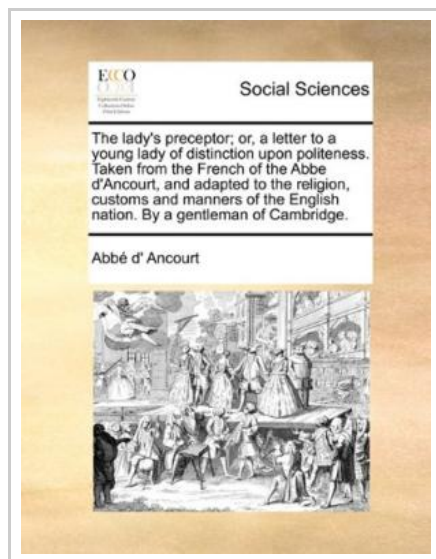 ECCO
Social Sciences
The lady's preceptor; or, a letter to a
young lady of distinction upon politeness.
Taken from the French of the Abbe
d'Ancourt, and adapted to the religion,
customs and manners of the English
nation. By a gentleman of Cambridge.
Abbé d' Ancourt